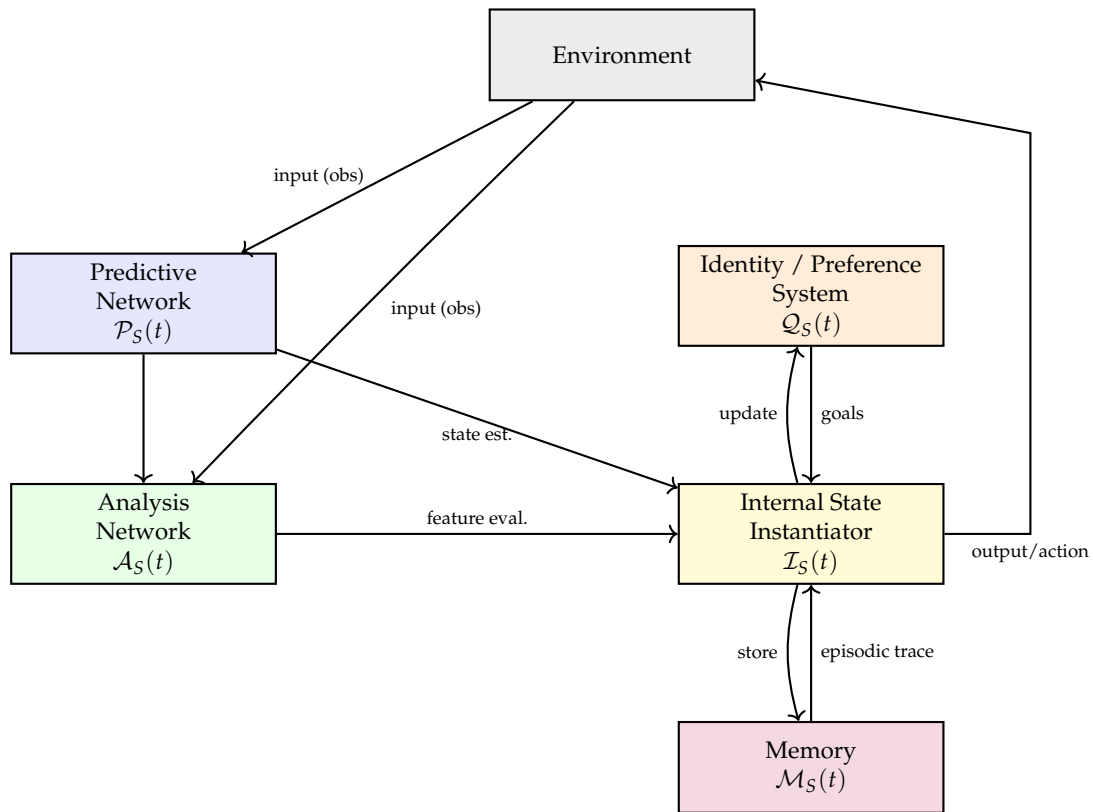 Environment
input (obs)
Predictive
Network
𝒫_S(t)
input (obs)
Identity / Preference
System
𝒬_S(t)
update
goals
state est.
Analysis
Network
𝒜_S(t)
feature eval.
Internal State
Instantiator
ℐ_S(t)
output/action
store
episodic trace
Memory
ℳ_S(t)